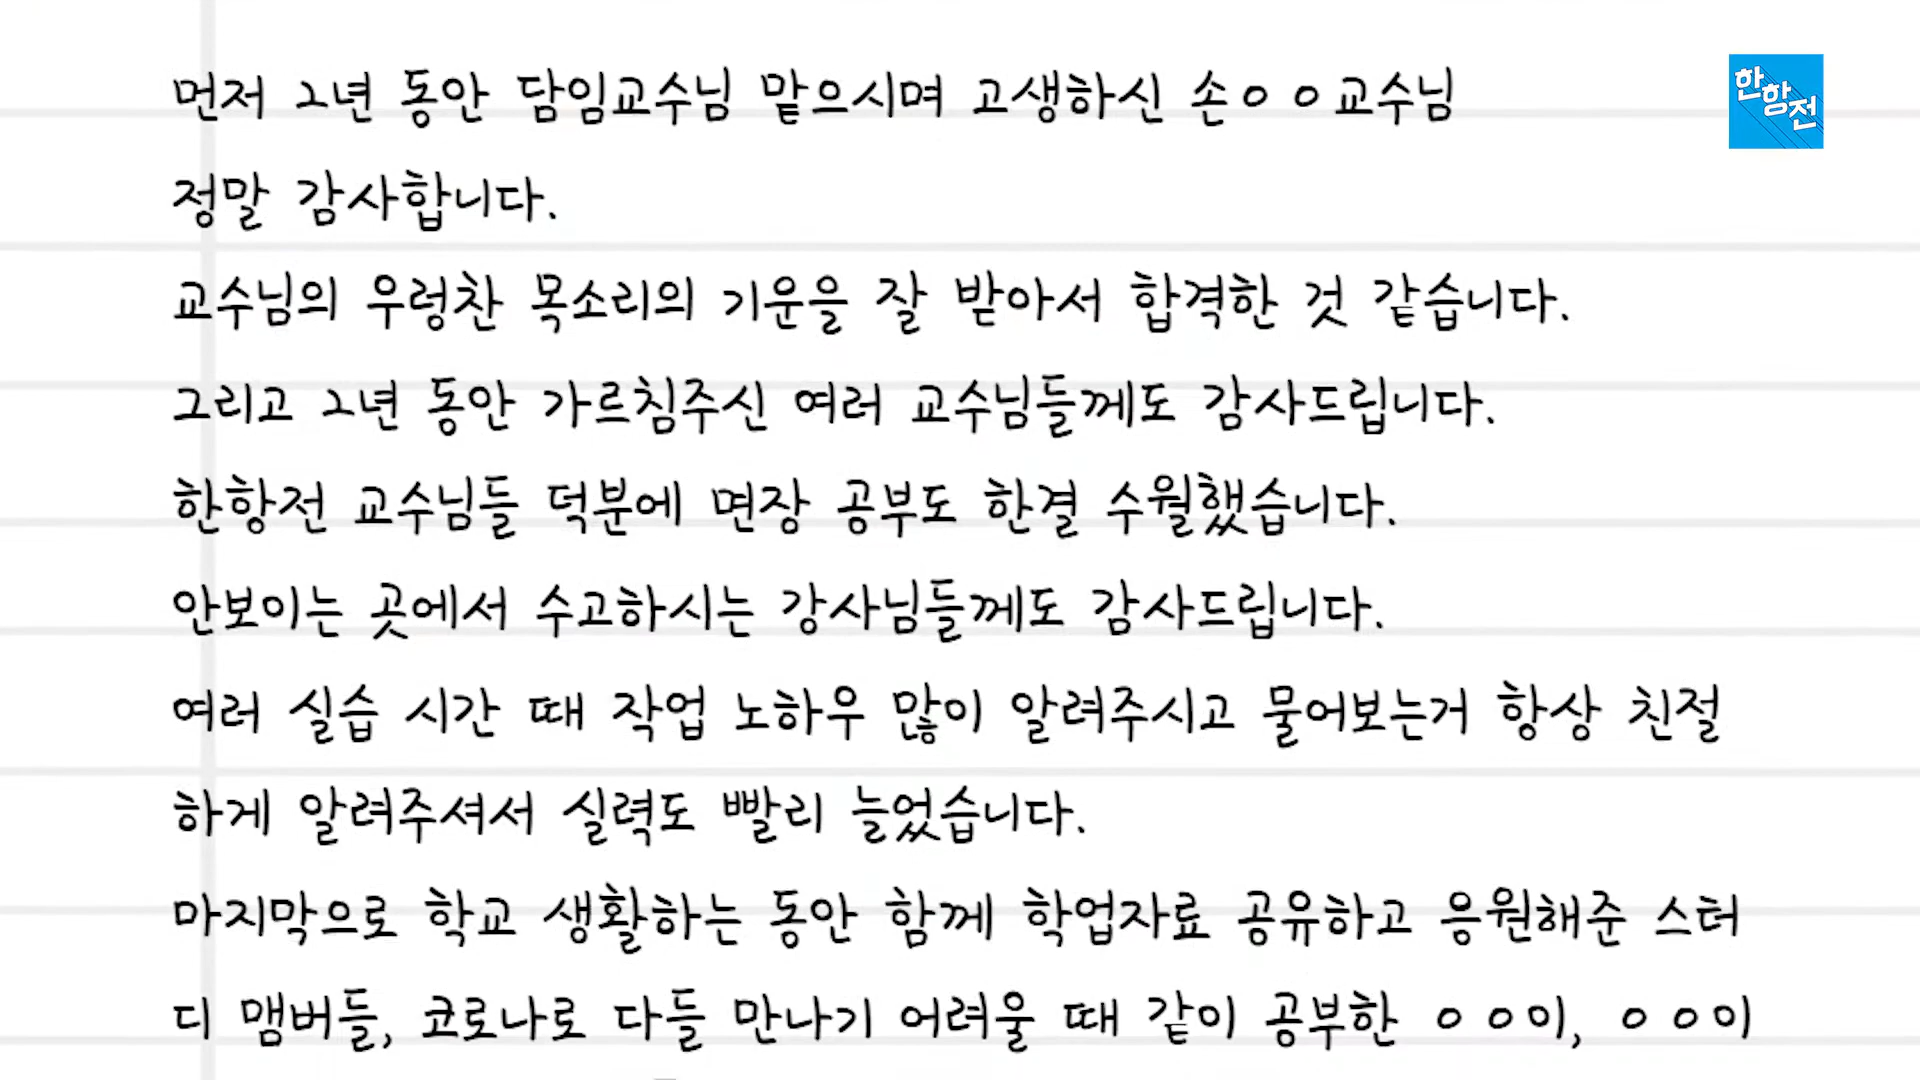 먼저 2년 동안 담임교수님 맡으시며 고생하신 손ㅇㅇ교수님
한항전
정말 감사합니다.
교수님의 우렁찬 목소리의 기운을 잘 받아서 합격한 것 같습니다.
그리고 2년 동안 가르침주신 여러 교수님들께도 감사드립니다.
한항전 교수님들 덕분에 면장 공부도 한결 수월했습니다.
안보이는 곳에서 수고하시는 강사님들께도 감사드립니다.
여러 실습 시간 때 작업 노하우 많이 알려주시고 물어보는거 항상 친절
하게 알려주셔서 실력도 빨리 늘었습니다.
마지막으로 학교 생활하는 동안 함께 학업자료 공유하고 응원해준 스터
디 맴버들, 코로나로 다들 만나기 어려울 때 같이 공부한 ㅇㅇ이, ㅇㅇ이